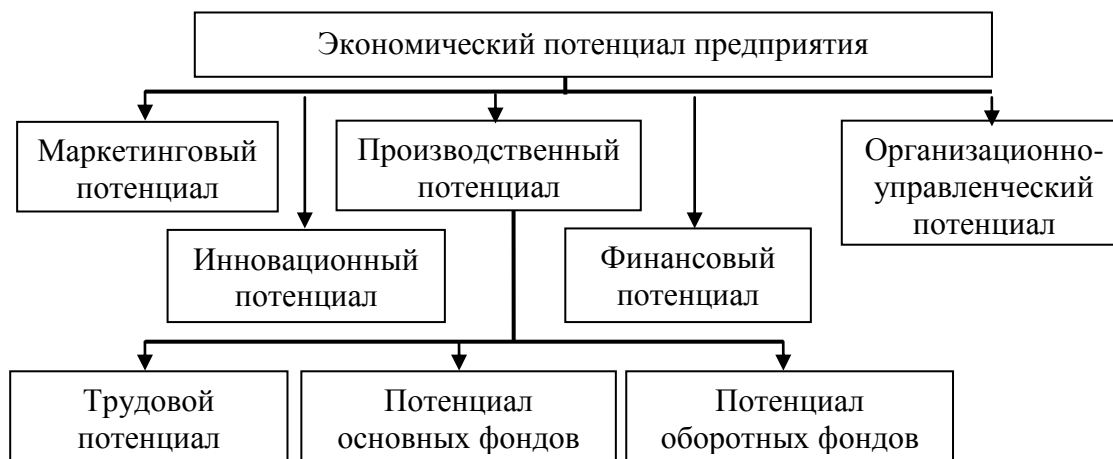 Экономический потенциал предприятия
Маркетинговый
потенциал
Производственный
потенциал
Организационно-
управленческий
потенциал
Инновационный
потенциал
Финансовый
потенциал
Трудовой
потенциал
Потенциал
основных фондов
Потенциал
оборотных фондов